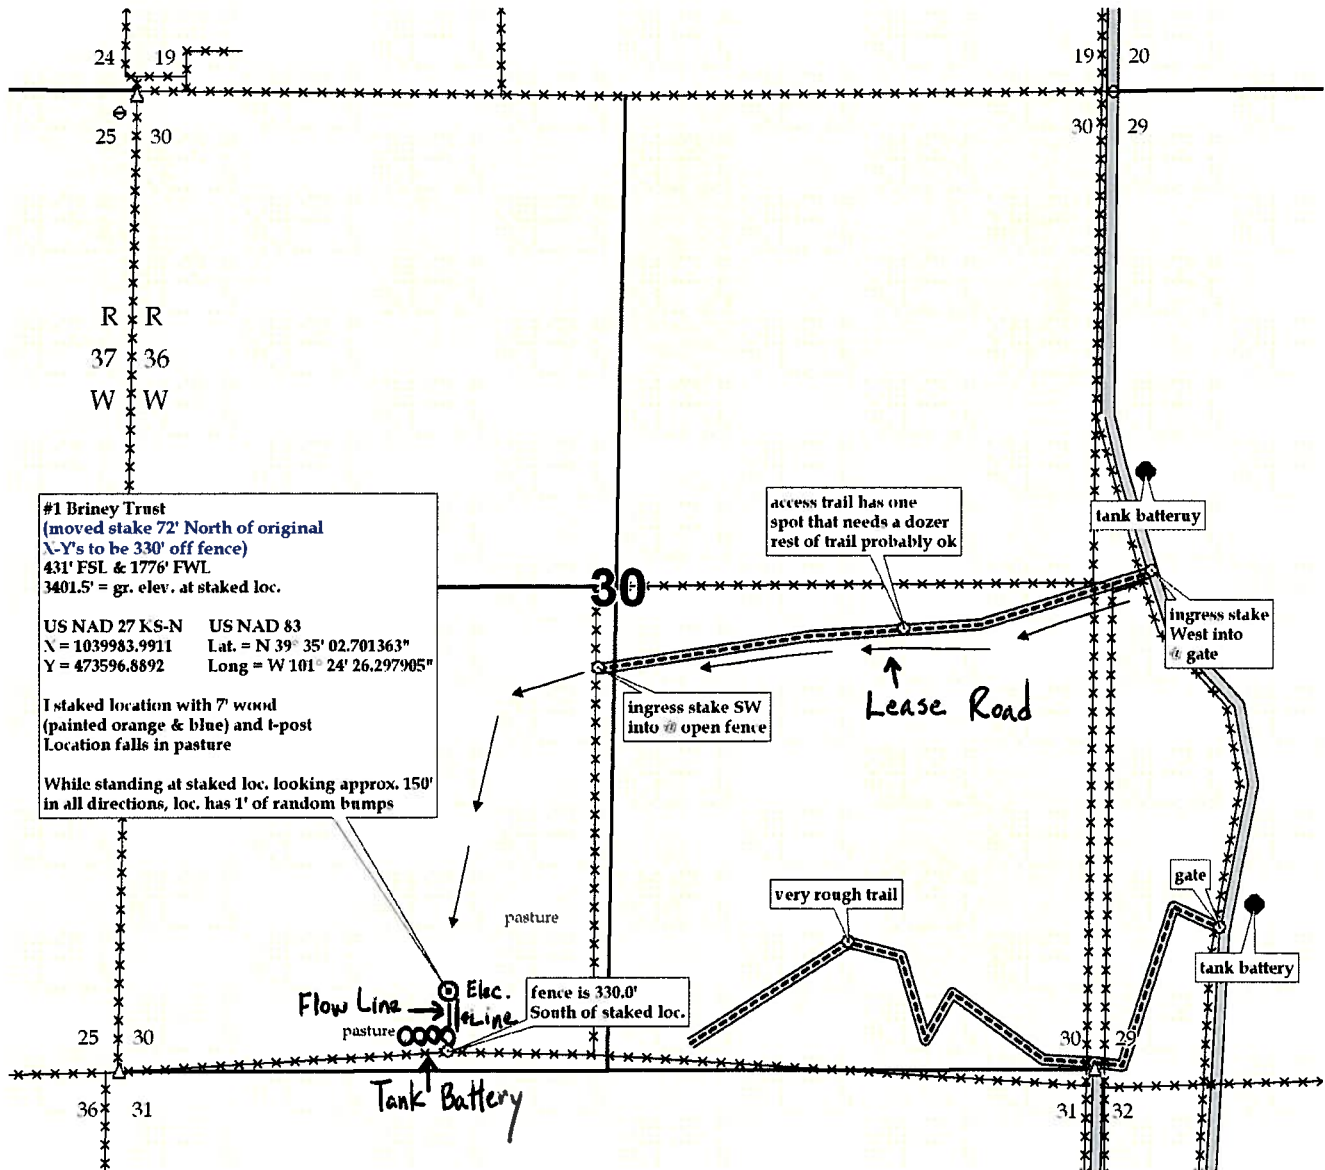 24 19
19 20
25 30
30 29
R R
37 36
W W
#1 Briney Trust
(moved stake 72' North of original
X-Y's to be 330' off fence)
431' FSL & 1776' FWL
3401.5' = gr. elev. at staked loc.
US NAD 27 KS-N US NAD 83
X = 1039983.9911 Lat. = N 39° 35' 02.701363"
Y = 473596.8892 Long = W 101° 24' 26.297905"
I staked location with 7' wood
(painted orange & blue) and t-post
Location falls in pasture
While standing at staked loc. looking approx. 150'
in all directions, loc. has 1' of random bumps
access trail has one
spot that needs a dozer
rest of trail probably ok
tank batteruy
30
ingress stake
West into
gate
ingress stake SW
into open fence
Lease Road
very rough trail
gate
pasture
tank battery
Elec.
Line
Flow Line
fence is 330.0'
South of staked loc.
pasture
25 30
30 29
Tank Battery
36 31
31 32